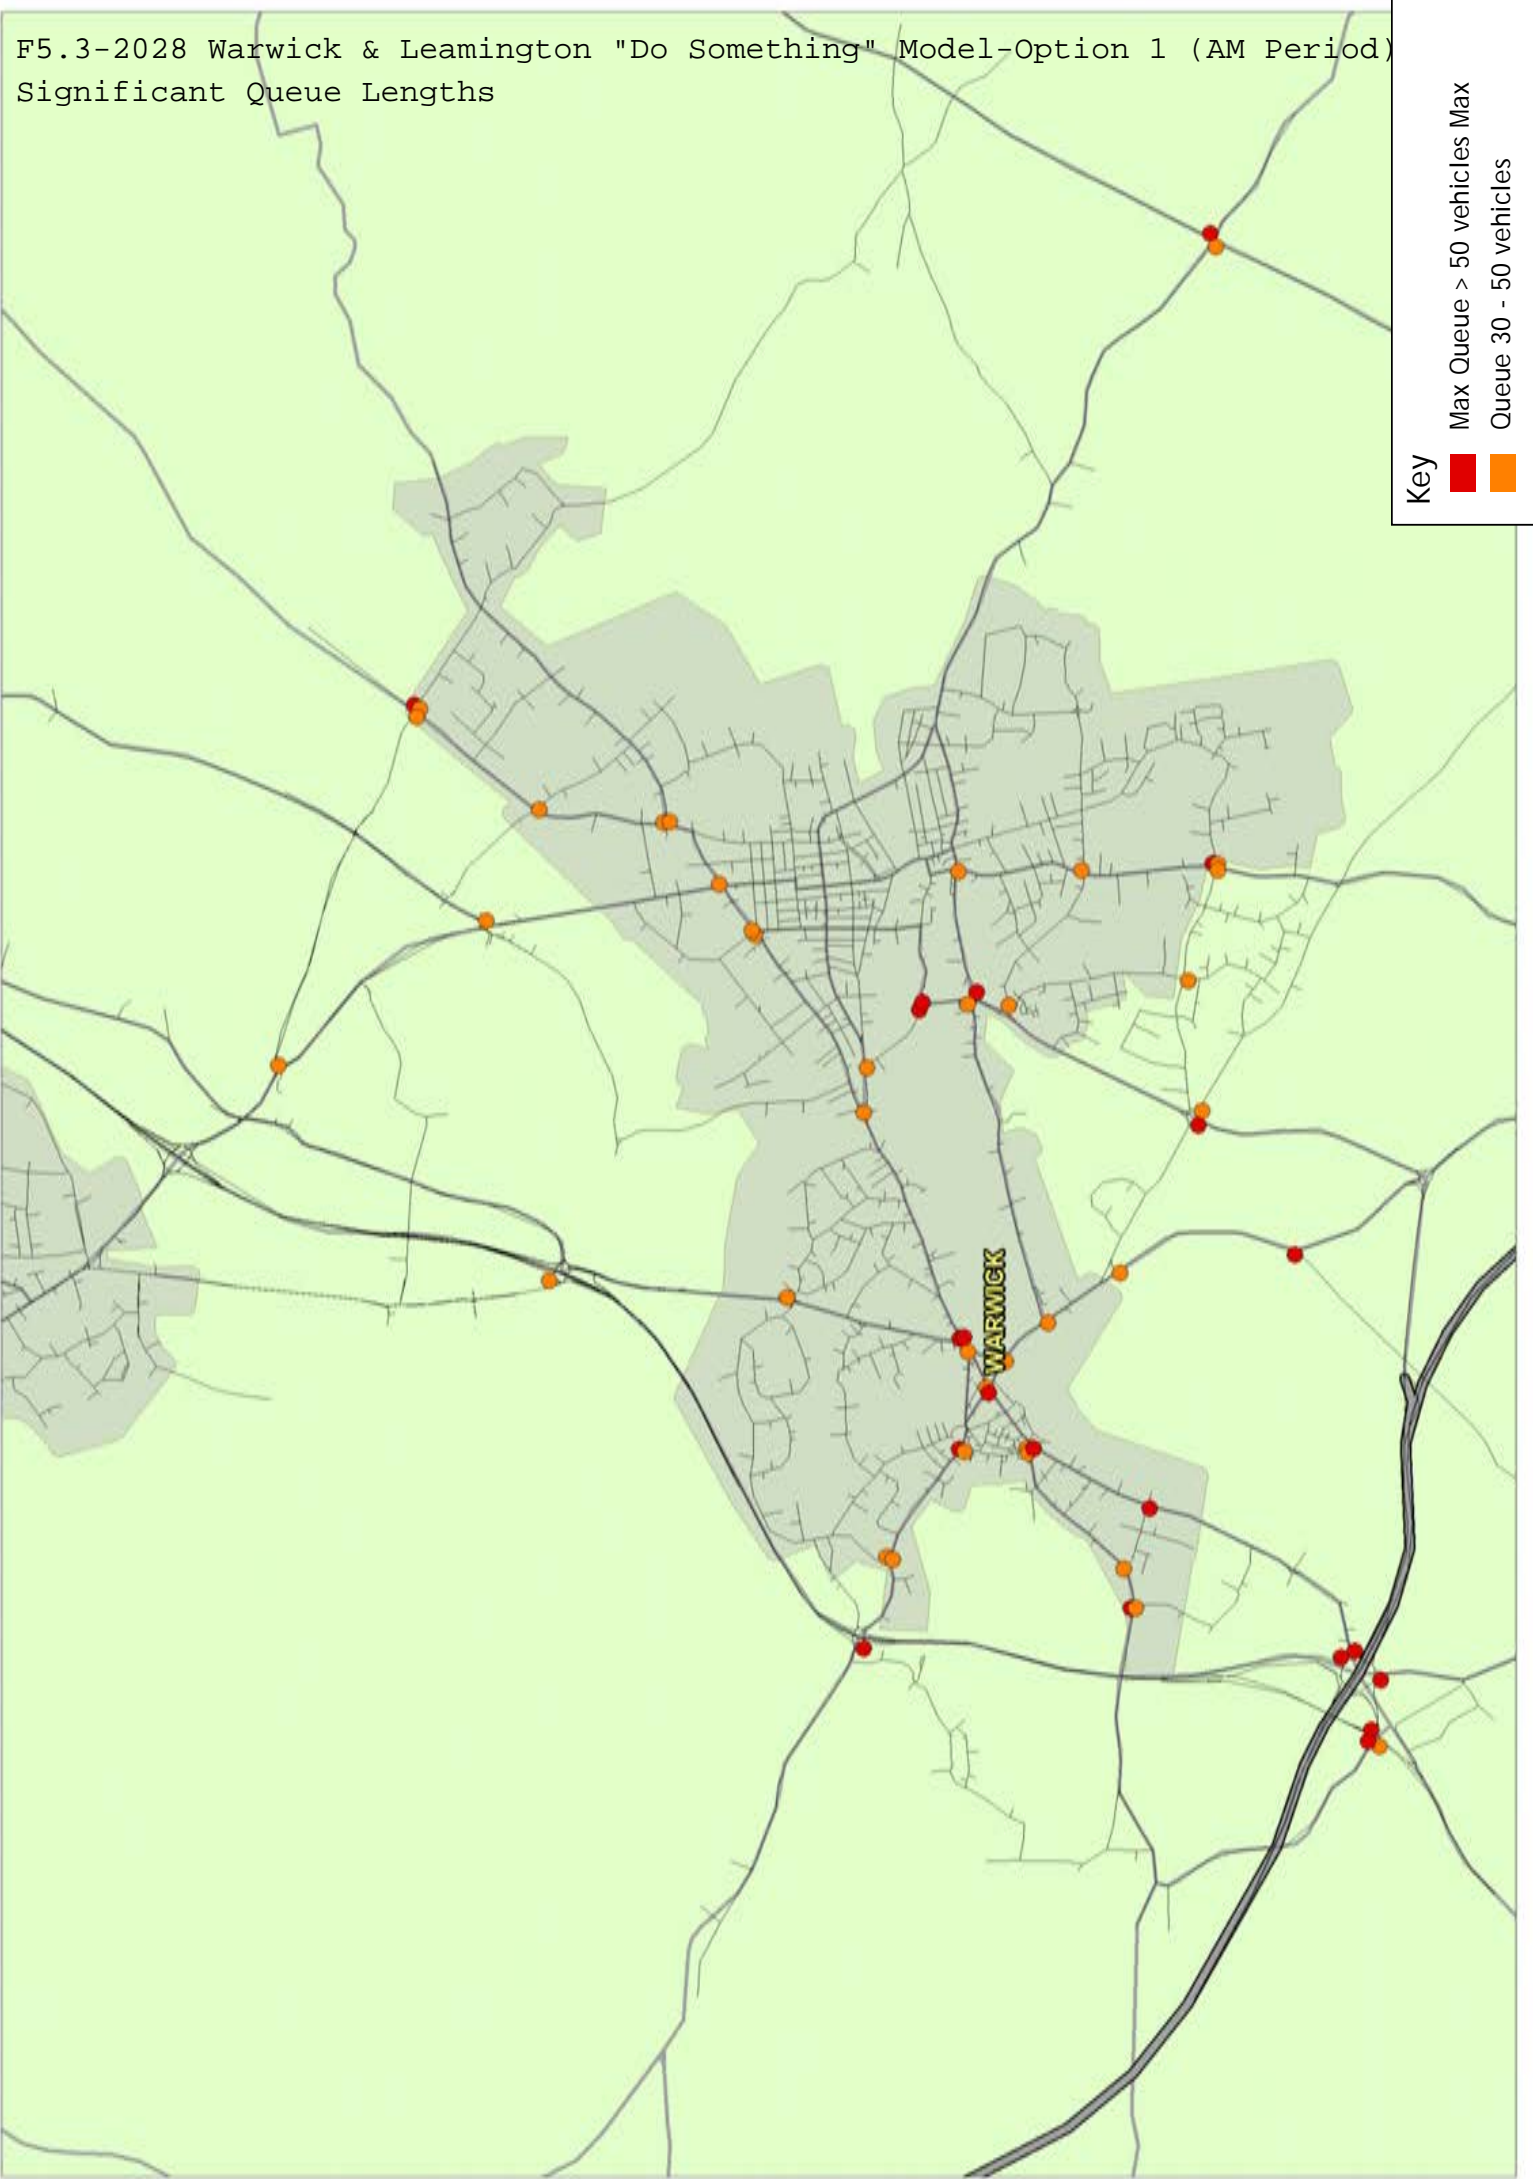 F5.3-2028 Warwick & Leamington "Do Something" Model-Option 1 (AM Period)
Significant Queue Lengths
Key
Max Queue > 50 vehicles Max
Queue 30 - 50 vehicles
WARWICK